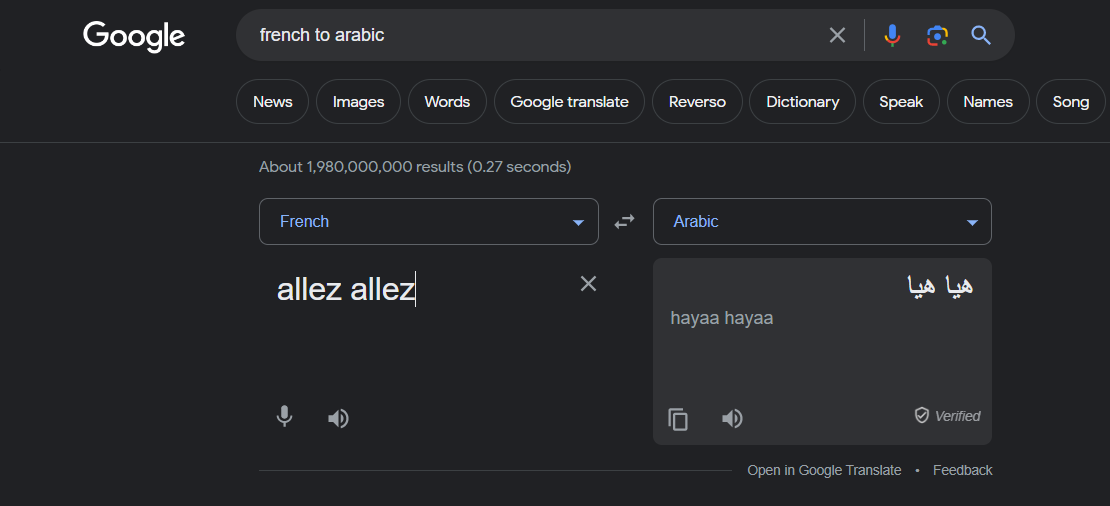 Google
french to arabic
News Images Words Google translate Reverso Dictionary Speak Names Song
About 1,980,000,000 results (0.27 seconds)
French Arabic
allez allez
هيا هيا
hayaa hayaa
Verified
Open in Google Translate • Feedback